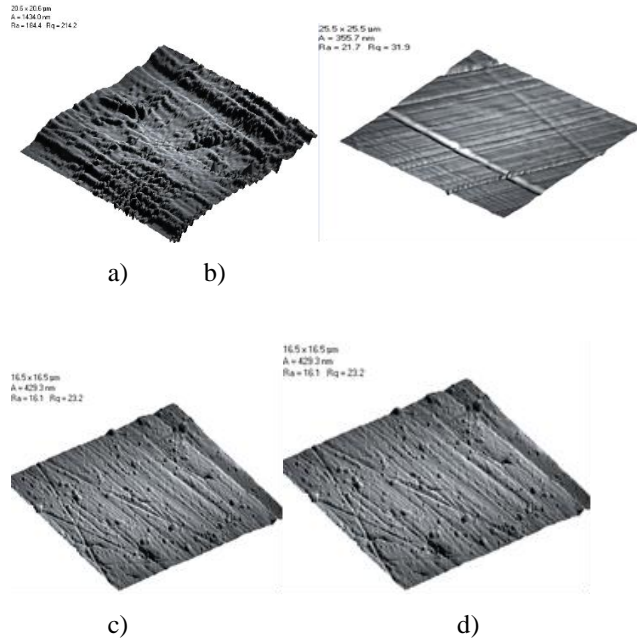 20.6 x 20.6 µm
A = 1434.0 nm
Ra = 164.4 Rq = 214.2
25.5 x 25.5 µm
A = 355.7 nm
Ra = 21.7 Rq = 31.9
a) b)
16.5 x 16.5 µm
A = 429.3 nm
Ra = 16.1 Rq = 23.2
16.5 x 16.5 µm
A = 429.3 nm
Ra = 16.1 Rq = 23.2
c) d)